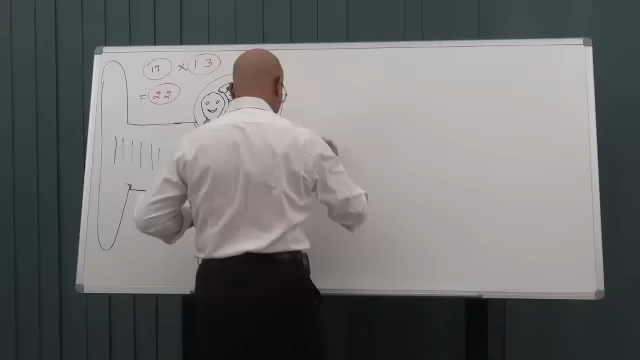 17 × 13
= 22